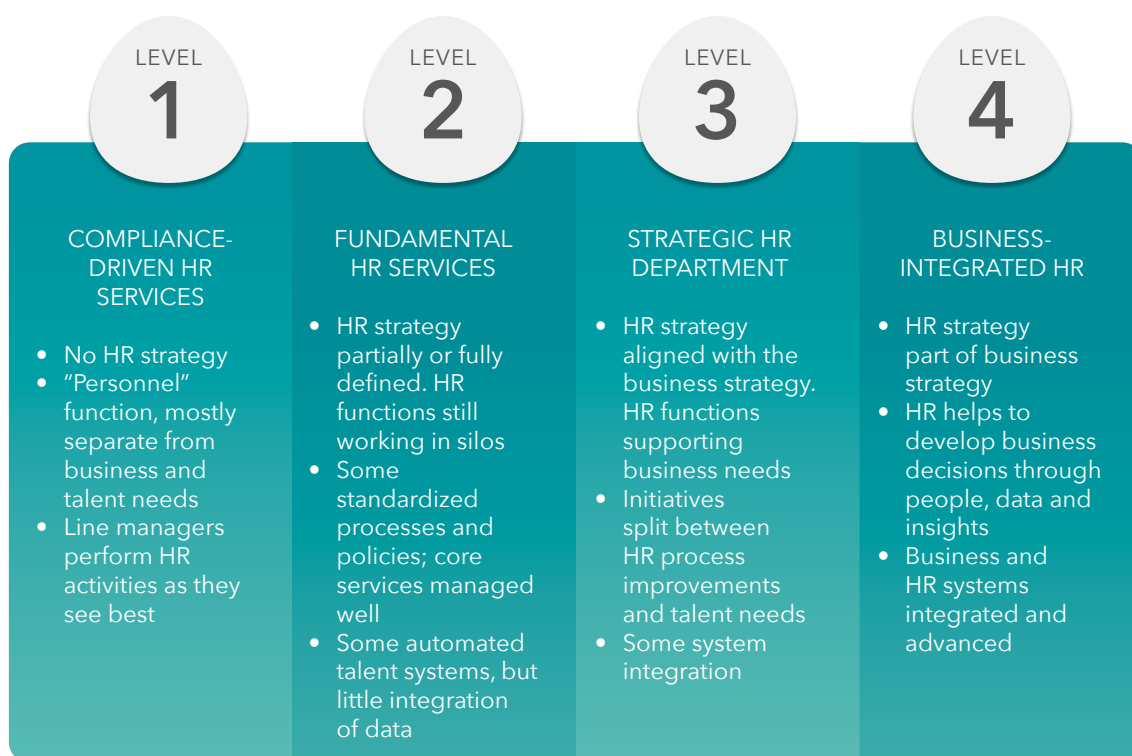 LEVEL
1
COMPLIANCE-
DRIVEN HR
SERVICES
• No HR strategy
• “Personnel”
function, mostly
separate from
business and
talent needs
• Line managers
perform HR
activities as they
see best
LEVEL
2
FUNDAMENTAL
HR SERVICES
• HR strategy
partially or fully
defined. HR
functions still
working in silos
• Some
standardized
processes and
policies; core
services managed
well
• Some automated
talent systems, but
little integration
of data
LEVEL
3
STRATEGIC HR
DEPARTMENT
• HR strategy
aligned with the
business strategy.
HR functions
supporting
business needs
• Initiatives
split between
HR process
improvements
and talent needs
• Some system
integration
LEVEL
4
BUSINESS-
INTEGRATED HR
• HR strategy
part of business
strategy
• HR helps to
develop business
decisions through
people, data and
insights
• Business and
HR systems
integrated and
advanced